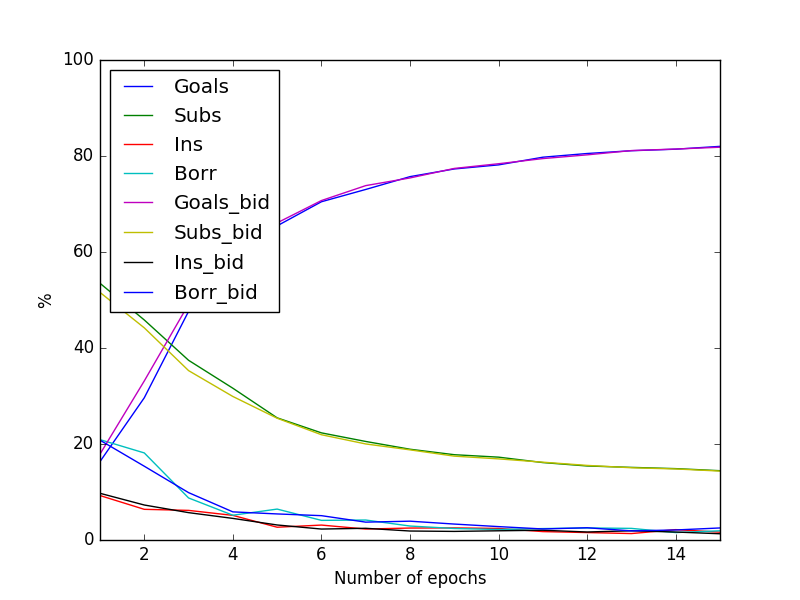 100
80
60
40
20
0
%
Goals
Subs
Ins
Borr
Goals_bid
Subs_bid
Ins_bid
Borr_bid
2 4 6 8 10 12 14
Number of epochs